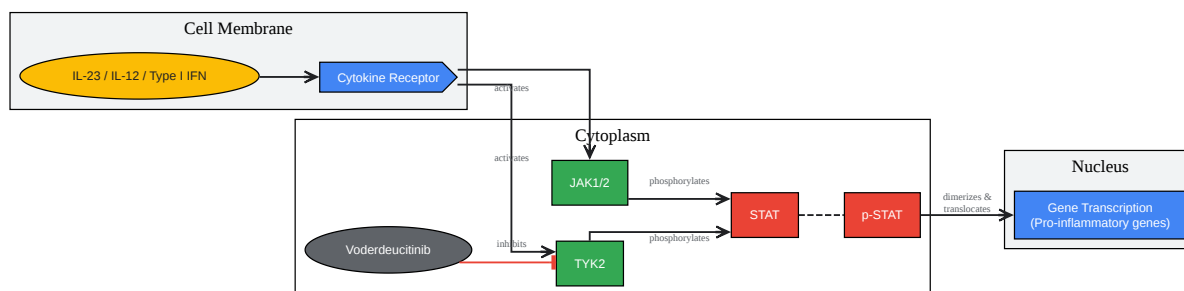 Cell Membrane
IL-23 / IL-12 / Type I IFN
Cytokine Receptor
activates
Cytoplasm
activates
JAK1/2
phosphorylates
STAT
p-STAT
dimerizes &
translocates
Nucleus
Gene Transcription
(Pro-inflammatory genes)
Voderdeucitinib
inhibits
TYK2
phosphorylates